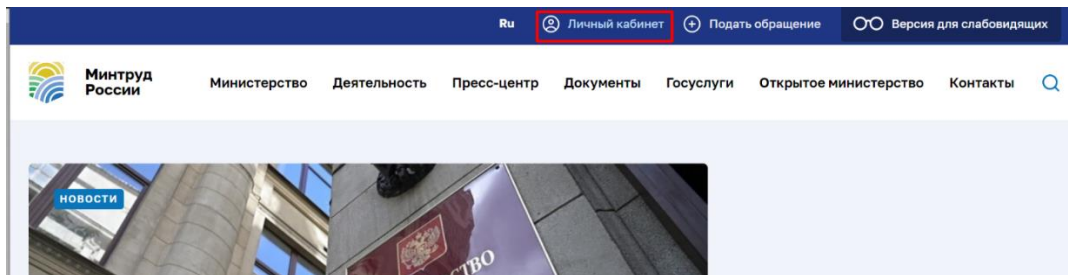 Ru Личный кабинет Подать обращение Версия для слабовидящих
Минтруд
России
Министерство Деятельность Пресс-центр Документы Госуслуги Открытое министерство Контакты
НОВОСТИ